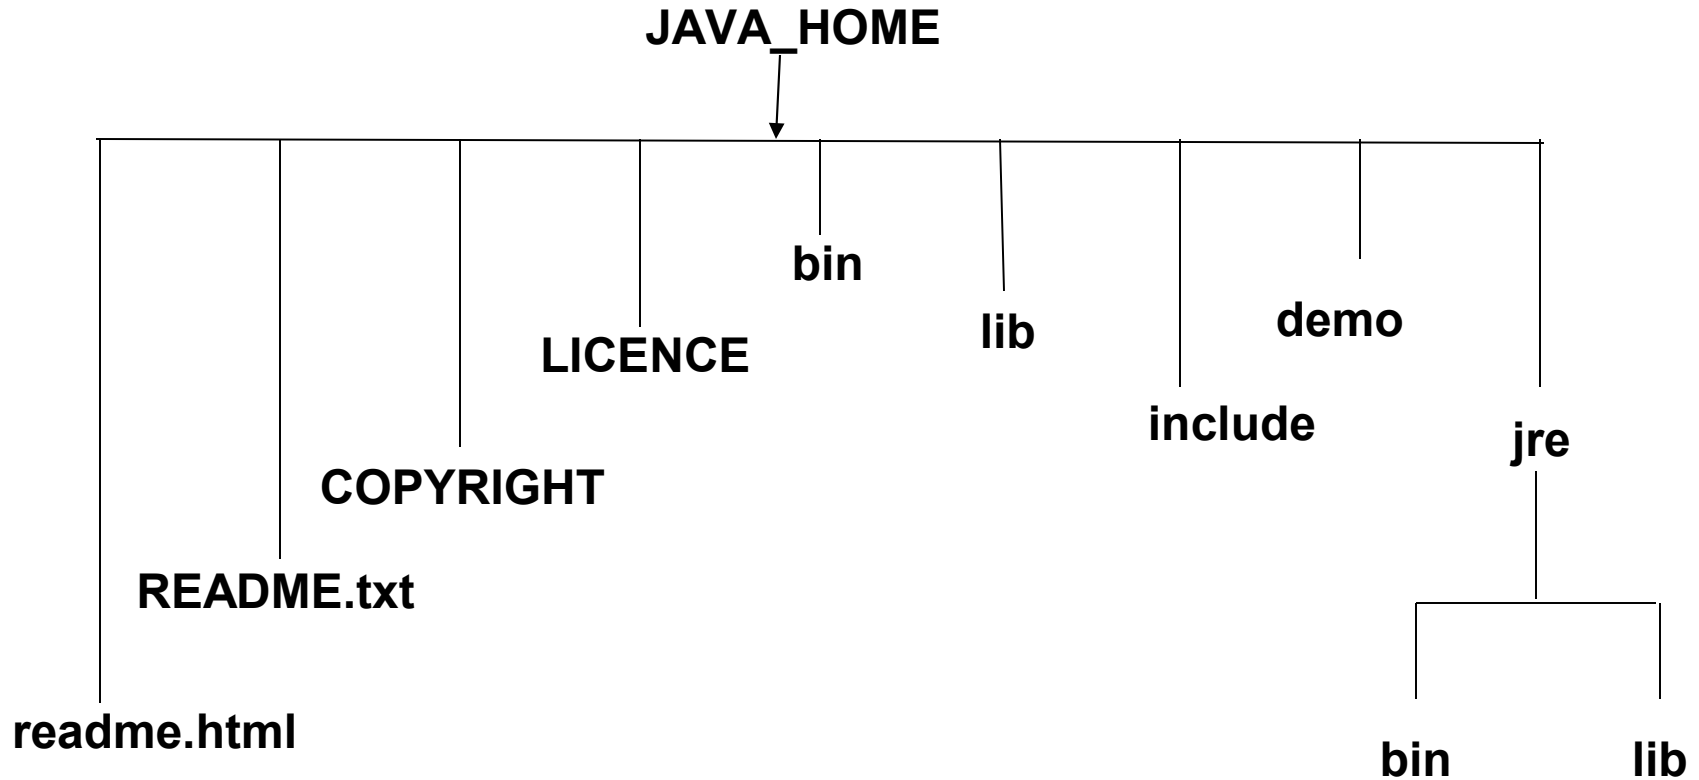 JAVA_HOME
bin
lib
demo
LICENCE
include
jre
COPYRIGHT
README.txt
readme.html
bin
lib